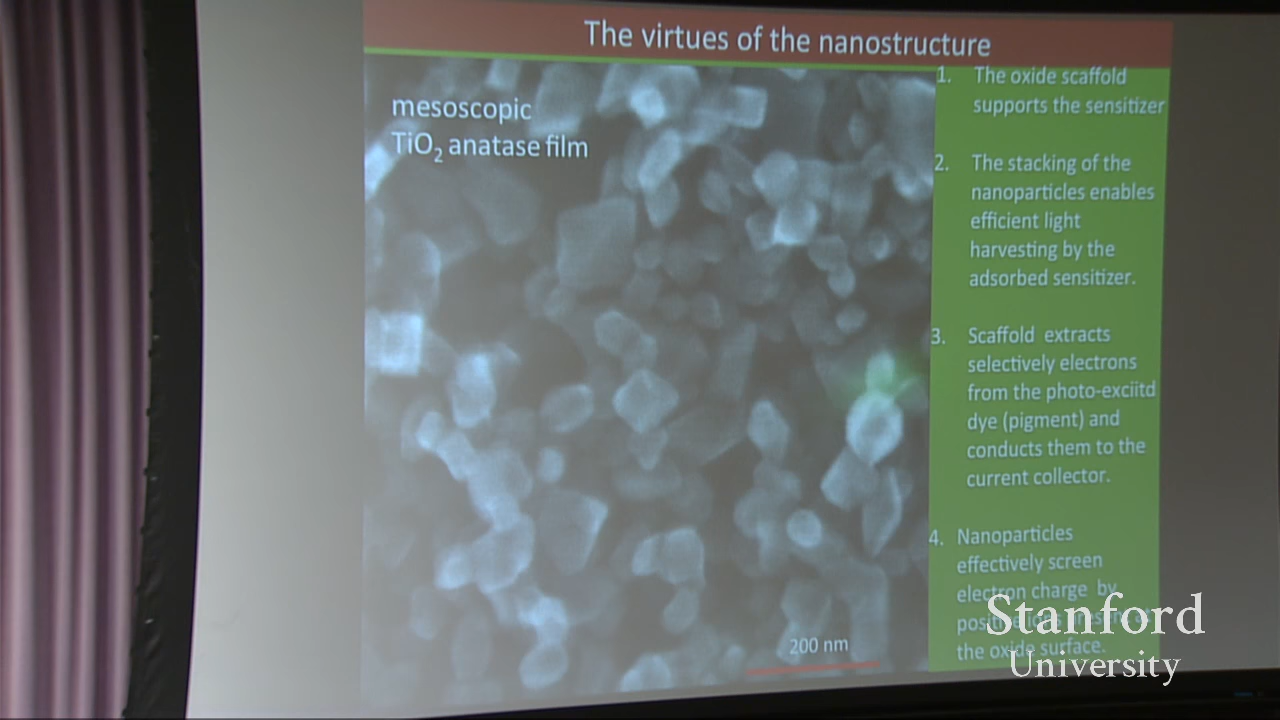 The virtues of the nanostructure
mesoscopic
TiO₂ anatase film
200 nm
1. The oxide scaffold
supports the sensitizer
2. The stacking of the
nanoparticles enables
efficient light
harvesting by the
adsorbed sensitizer.
3. Scaffold extracts
selectively electrons
from the photo-exciitd
dye (pigment) and
conducts them to the
current collector.
4. Nanoparticles
effectively screen
electron charge by
the oxide surface.
Stanford
University